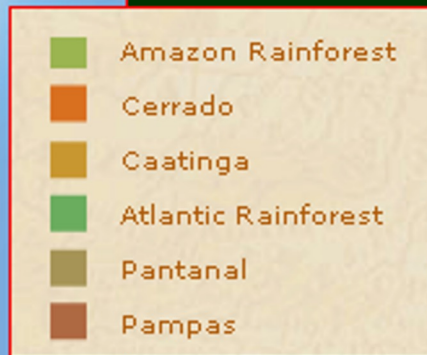 Amazon Rainforest
Cerrado
Caatinga
Atlantic Rainforest
Pantanal
Pampas